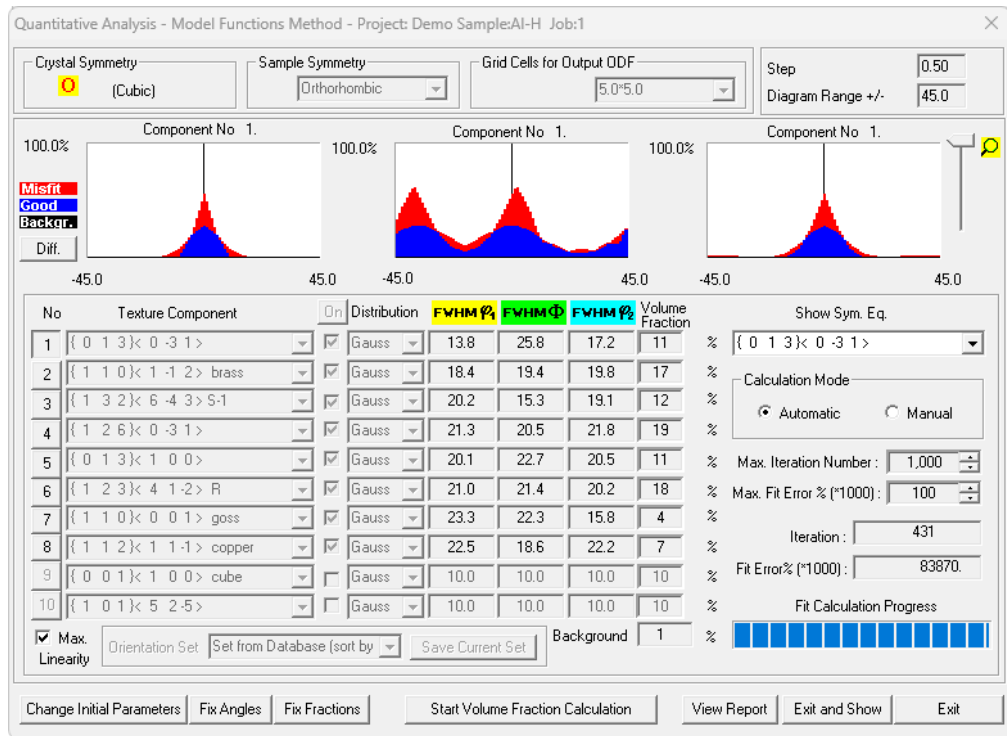 Quantitative Analysis - Model Functions Method - Project: Demo Sample:Al-H Job:1
Crystal Symmetry
O (Cubic)
Sample Symmetry
Orthorhombic
Grid Cells for Output ODF
5.0*5.0
Step 0.50
Diagram Range +/- 45.0
Component No 1.
100.0%
Component No 1.
100.0%
Component No 1.
100.0%
Misfit
Good
Backgr.
Diff.
-45.0 45.0
-45.0 45.0
-45.0 45.0
No Texture Component On Distribution FWHM φ1 FWHM Φ FWHM φ2 Volume Fraction
1 { 0 1 3}< 0 -3 1> Gauss 13.8 25.8 17.2 11 %
2 { 1 1 0}< 1 -1 2> brass Gauss 18.4 19.4 19.8 17 %
3 { 1 3 2}< 6 -4 3> S-1 Gauss 20.2 15.3 19.1 12 %
4 { 1 2 6}< 0 -3 1> Gauss 21.3 20.5 21.8 19 %
5 { 0 1 3}< 1 0 0> Gauss 20.1 22.7 20.5 11 %
6 { 1 2 3}< 4 1 -2> R Gauss 21.0 21.4 20.2 18 %
7 { 1 1 0}< 0 0 1> goss Gauss 23.3 22.3 15.8 4 %
8 { 1 1 2}< 1 1 -1> copper Gauss 22.5 18.6 22.2 7 %
9 { 0 0 1}< 1 0 0> cube Gauss 10.0 10.0 10.0 10 %
10 { 1 0 1}< 5 2 -5> Gauss 10.0 10.0 10.0 10 %
Max. Linearity
Orientation Set Set from Database (sort by Save Current Set
Background 1 %
Show Sym. Eq.
{ 0 1 3}< 0 -3 1>
Calculation Mode
Automatic Manual
Max. Iteration Number : 1,000
Max. Fit Error % (*1000) : 100
Iteration : 431
Fit Error% (*1000) : 83870.
Fit Calculation Progress
Change Initial Parameters Fix Angles Fix Fractions Start Volume Fraction Calculation View Report Exit and Show Exit